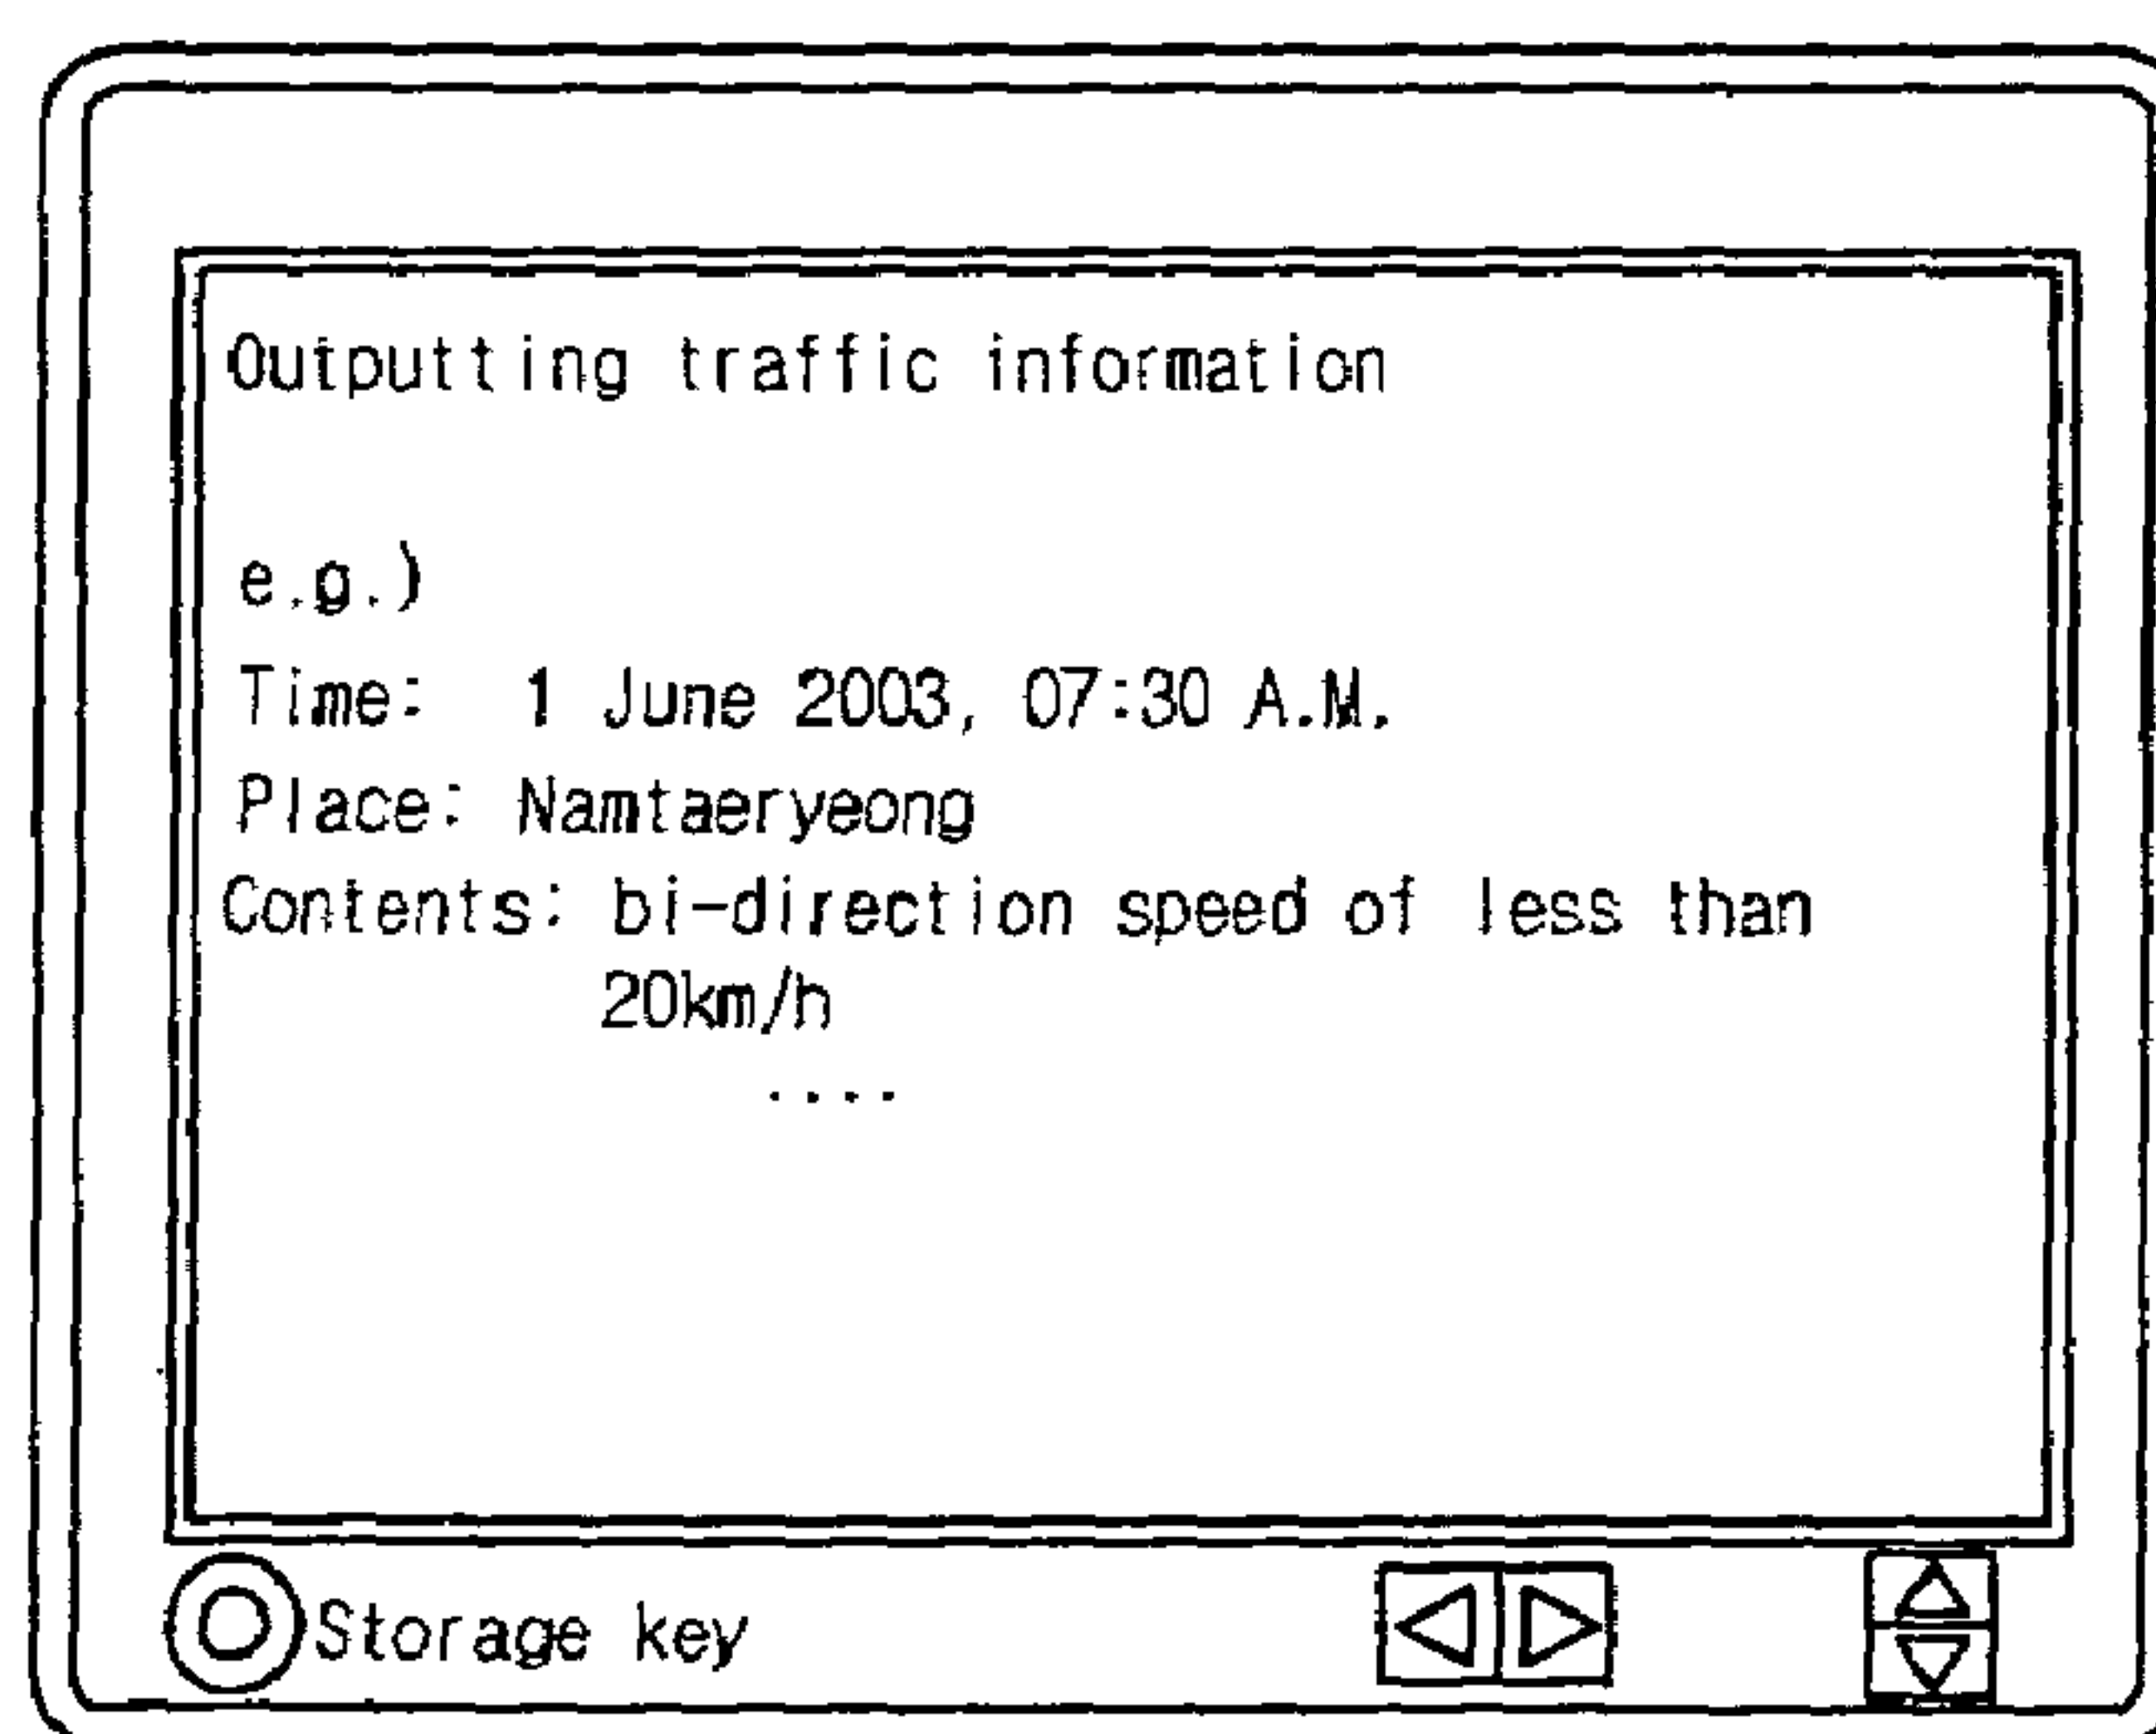 Outputting traffic information
e.g.)
Time: 1 June 2003, 07:30 A.M.
Place: Namtaeryeong
Contents: bi-direction speed of less than
20km/h
....
Storage key